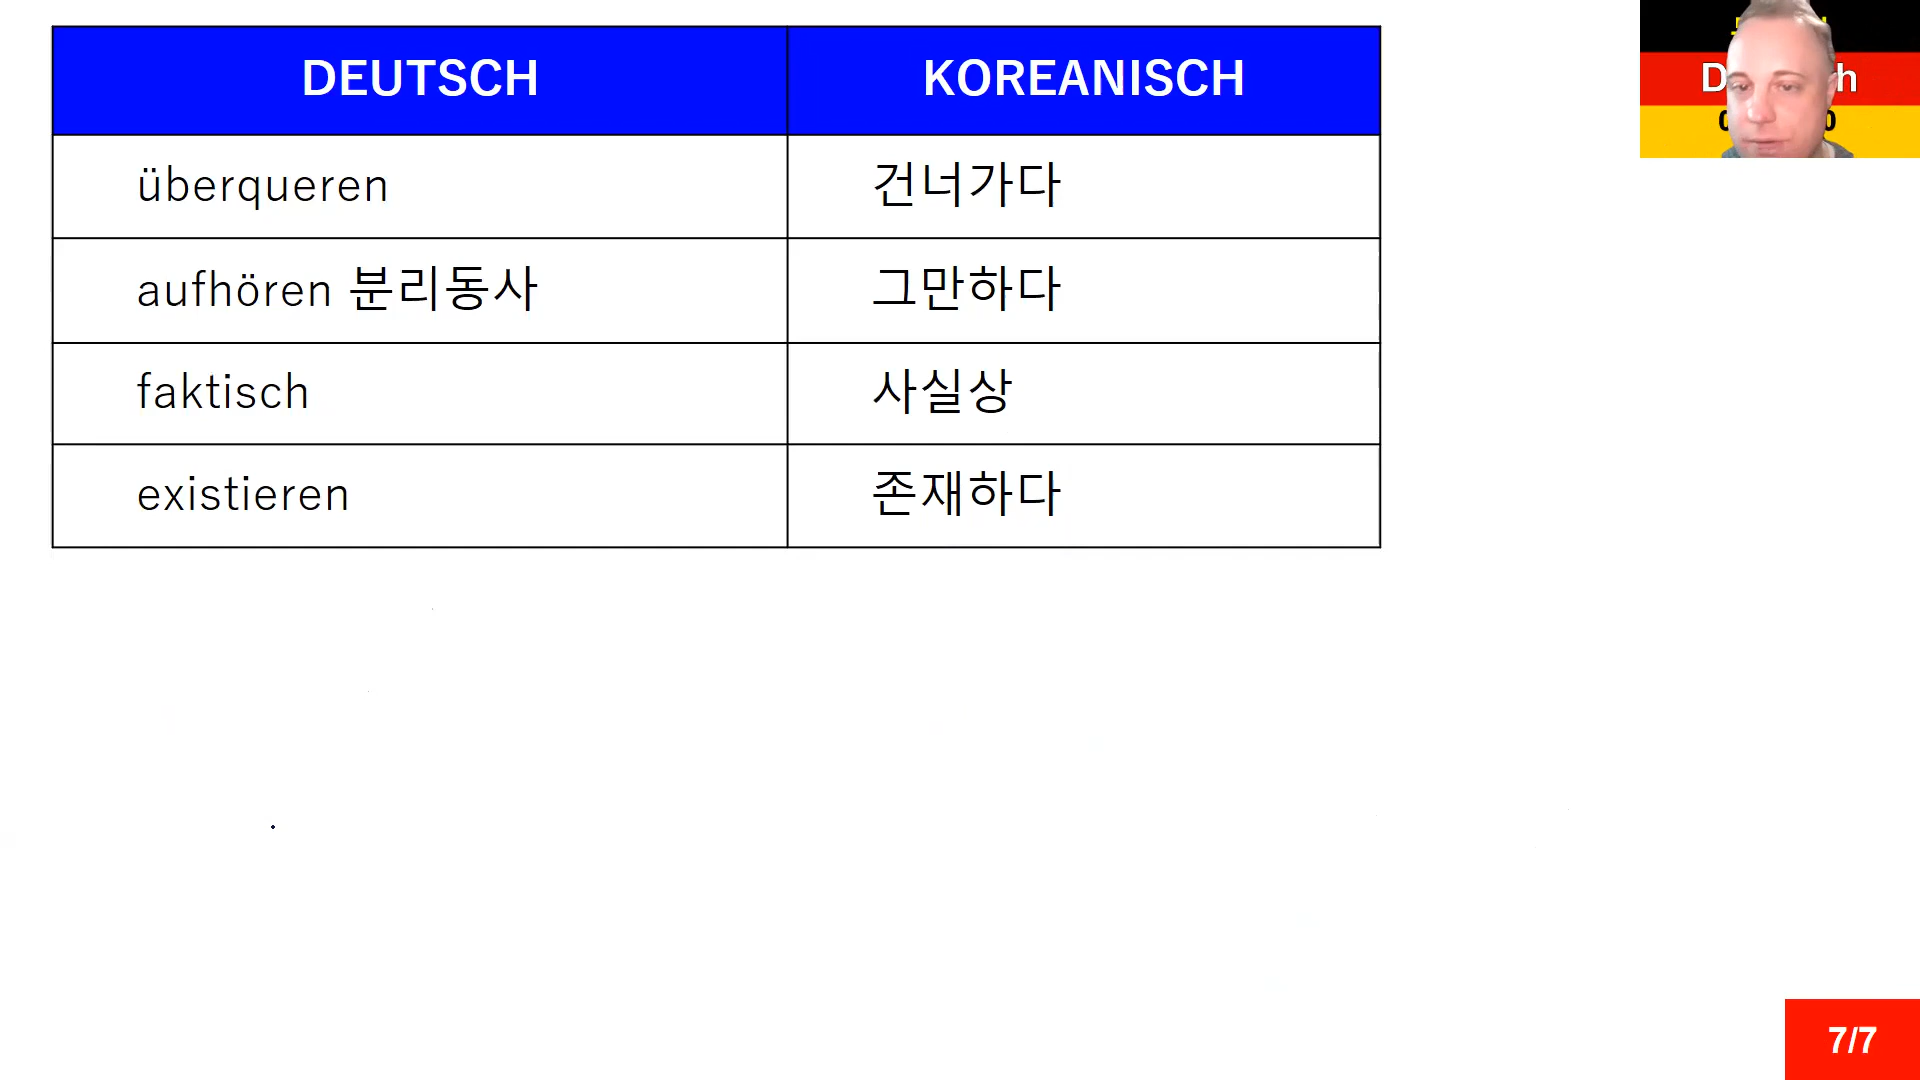 DEUTSCH KOREANISCH
überqueren 건너가다
aufhören 분리동사 그만하다
faktisch 사실상
existieren 존재하다
7/7